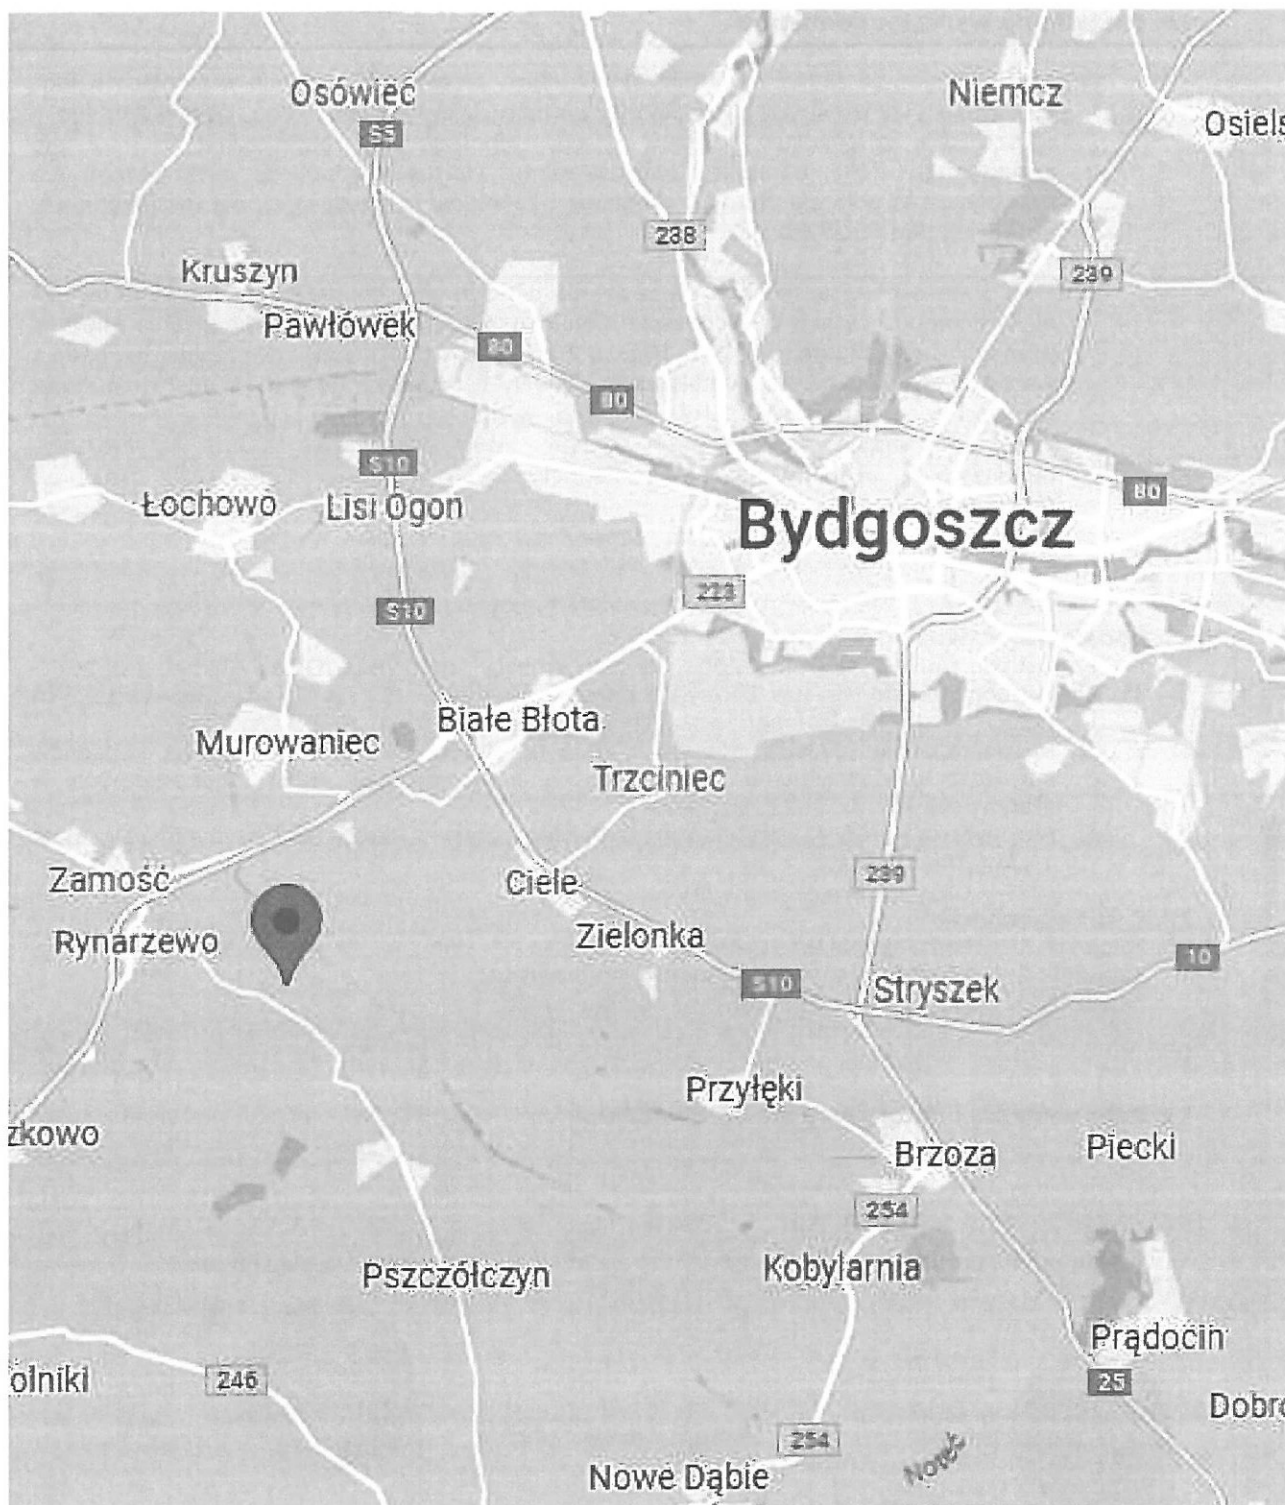 Osówiec
Niemcz
Osiels
S5
238
239
Kruszyn
Pawłówek
80
80
S10
80
Łochowo
Lisi Ogon
Bydgoszcz
223
S10
Białe Błota
Murowaniec
Trzciniec
Zamość
Ciele
239
Rynarzewo
Zielonka
10
S10
Stryszek
Przyłęki
zkowo
Brzoza
Piecki
254
Pszczółczyn
Kobylarnia
Prądocin
olniki
246
25
Dobro
254
Noteć
Nowe Dąbie